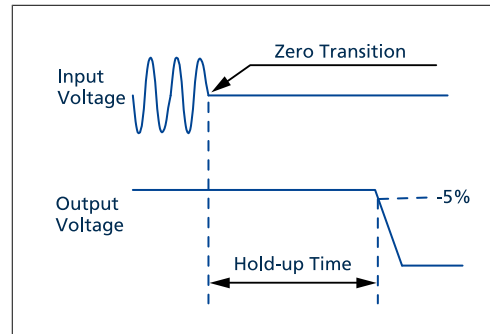 Zero Transition
Input
Voltage
Output
Voltage
-5%
Hold-up Time